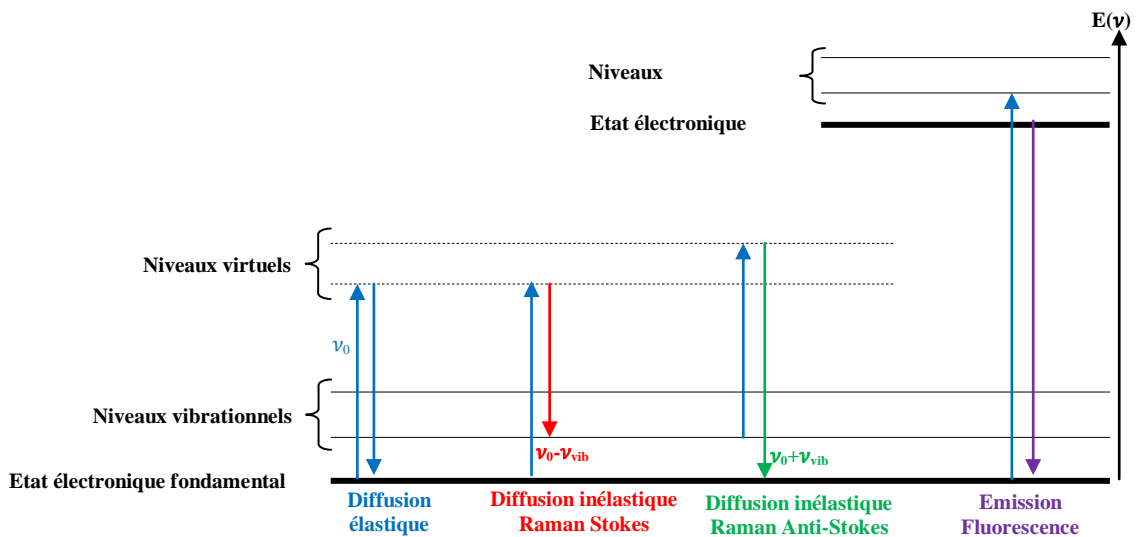 E(ν)
Niveaux
Etat électronique
Niveaux virtuels
ν0
Niveaux vibrationnels
ν0-νvib
ν0+νvib
Etat électronique fondamental
Diffusion
élastique
Diffusion inélastique
Raman Stokes
Diffusion inélastique
Raman Anti-Stokes
Emission
Fluorescence